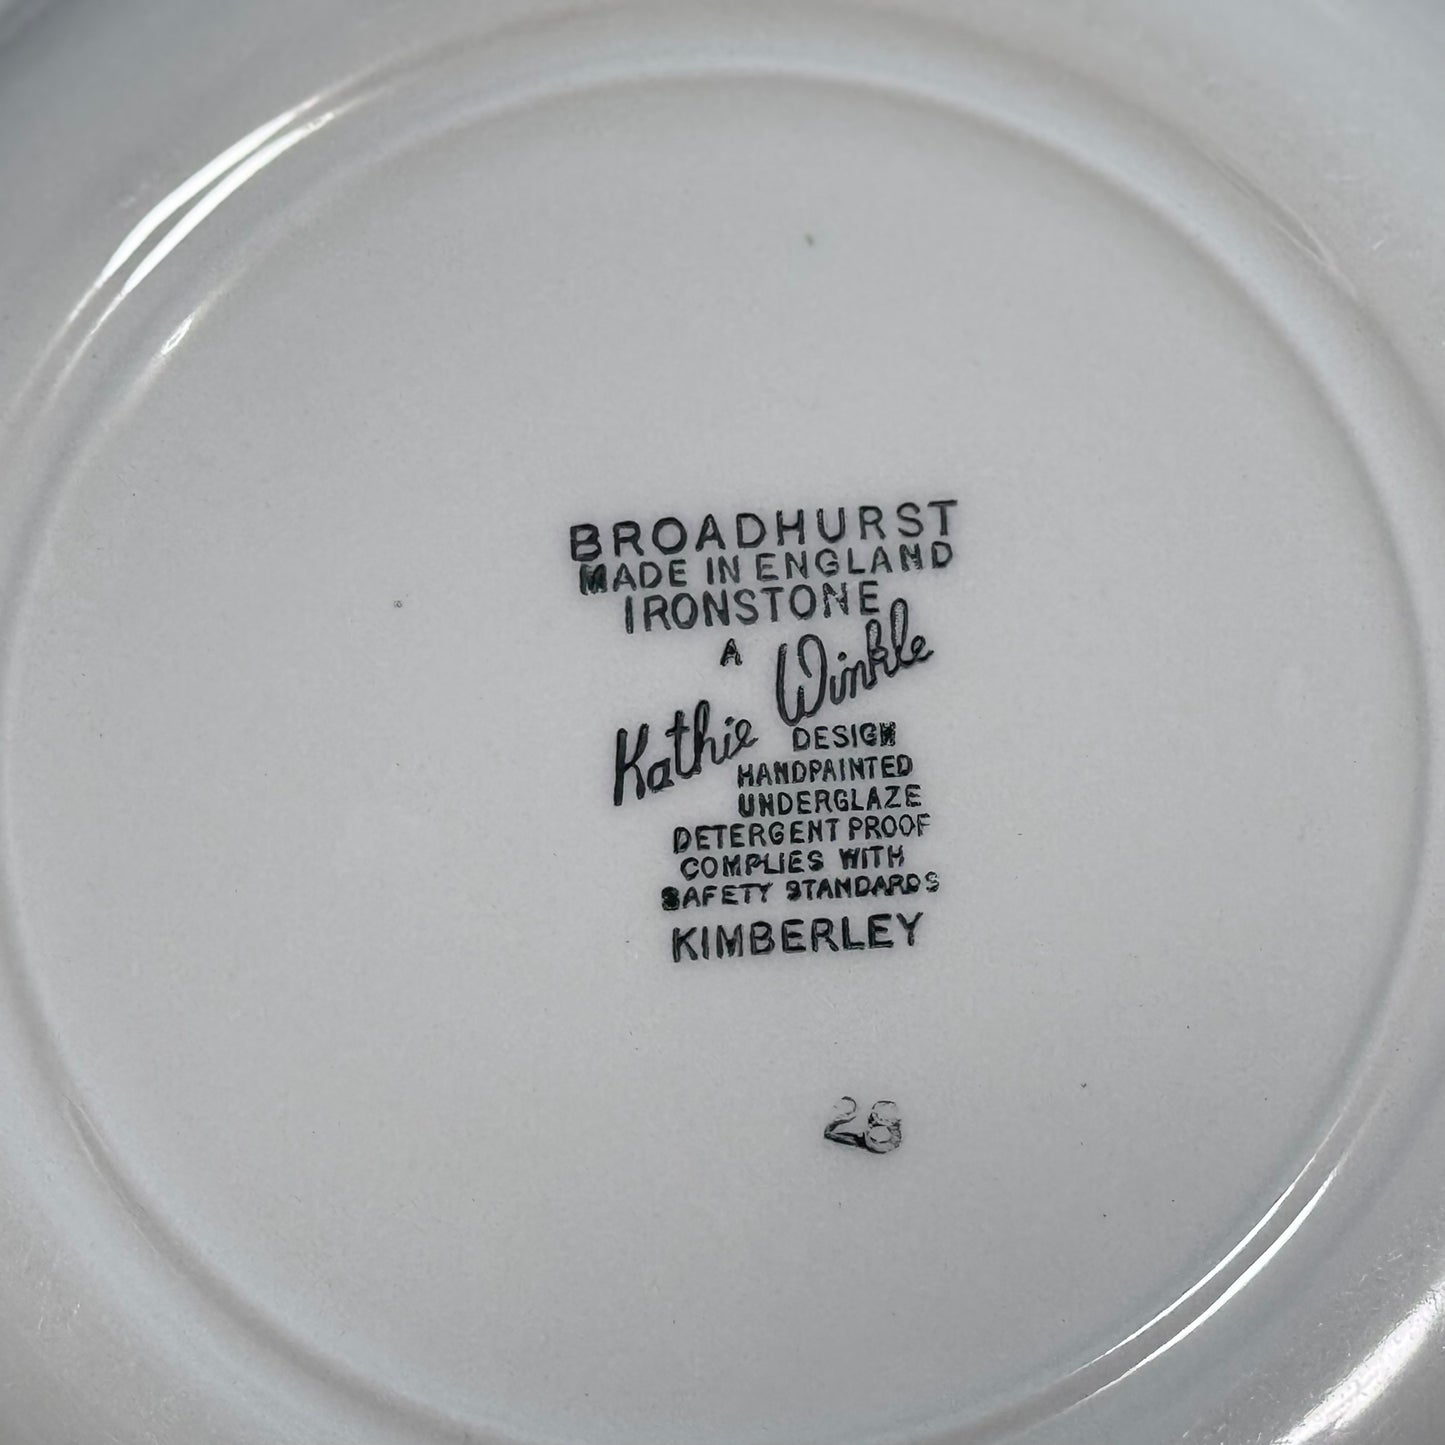 BROADHURST
MADE IN ENGLAND
IRONSTONE
A
Kathie Winkle
DESIGN
HANDPAINTED
UNDERGLAZE
DETERGENT PROOF
COMPLIES WITH
SAFETY STANDARDS
KIMBERLEY
28